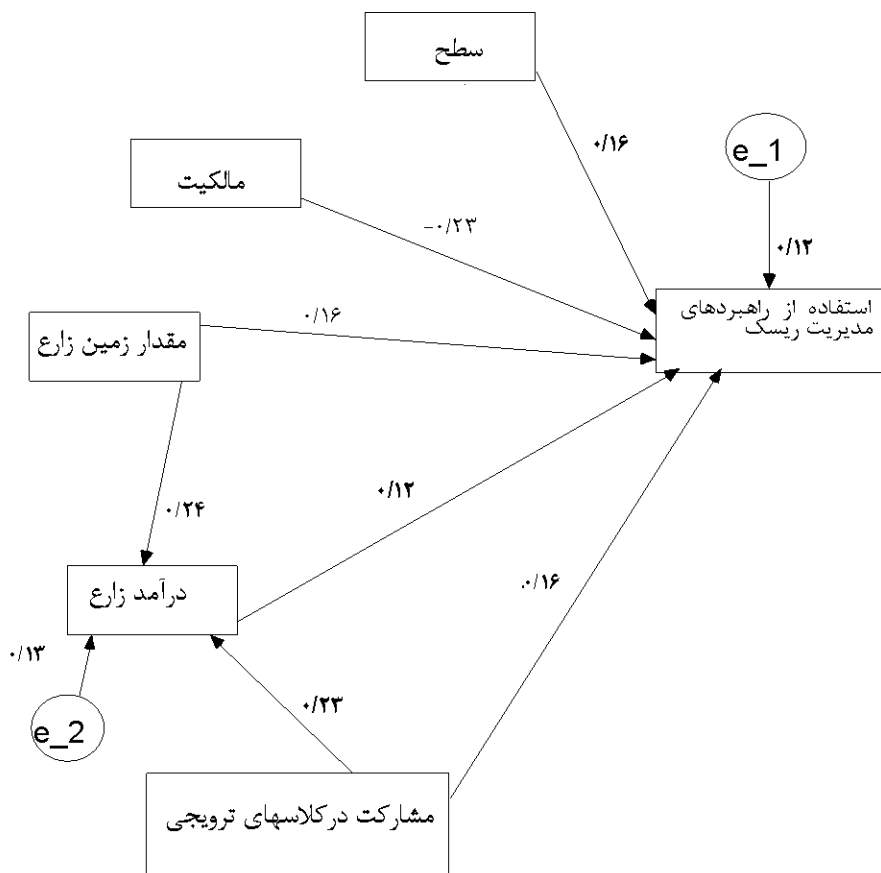 سطح
۰/۱۶
e_1
مالکیت
–۰/۲۳
۰/۱۲
استفاده از راهبردهای
مدیریت ریسک
۰/۱۶
مقدار زمین زارع
۰/۱۲
۰/۲۴
۰/۱۶
درآمد زارع
۰/۱۳
۰/۲۳
e_2
مشارکت درکلاسهای ترویجی